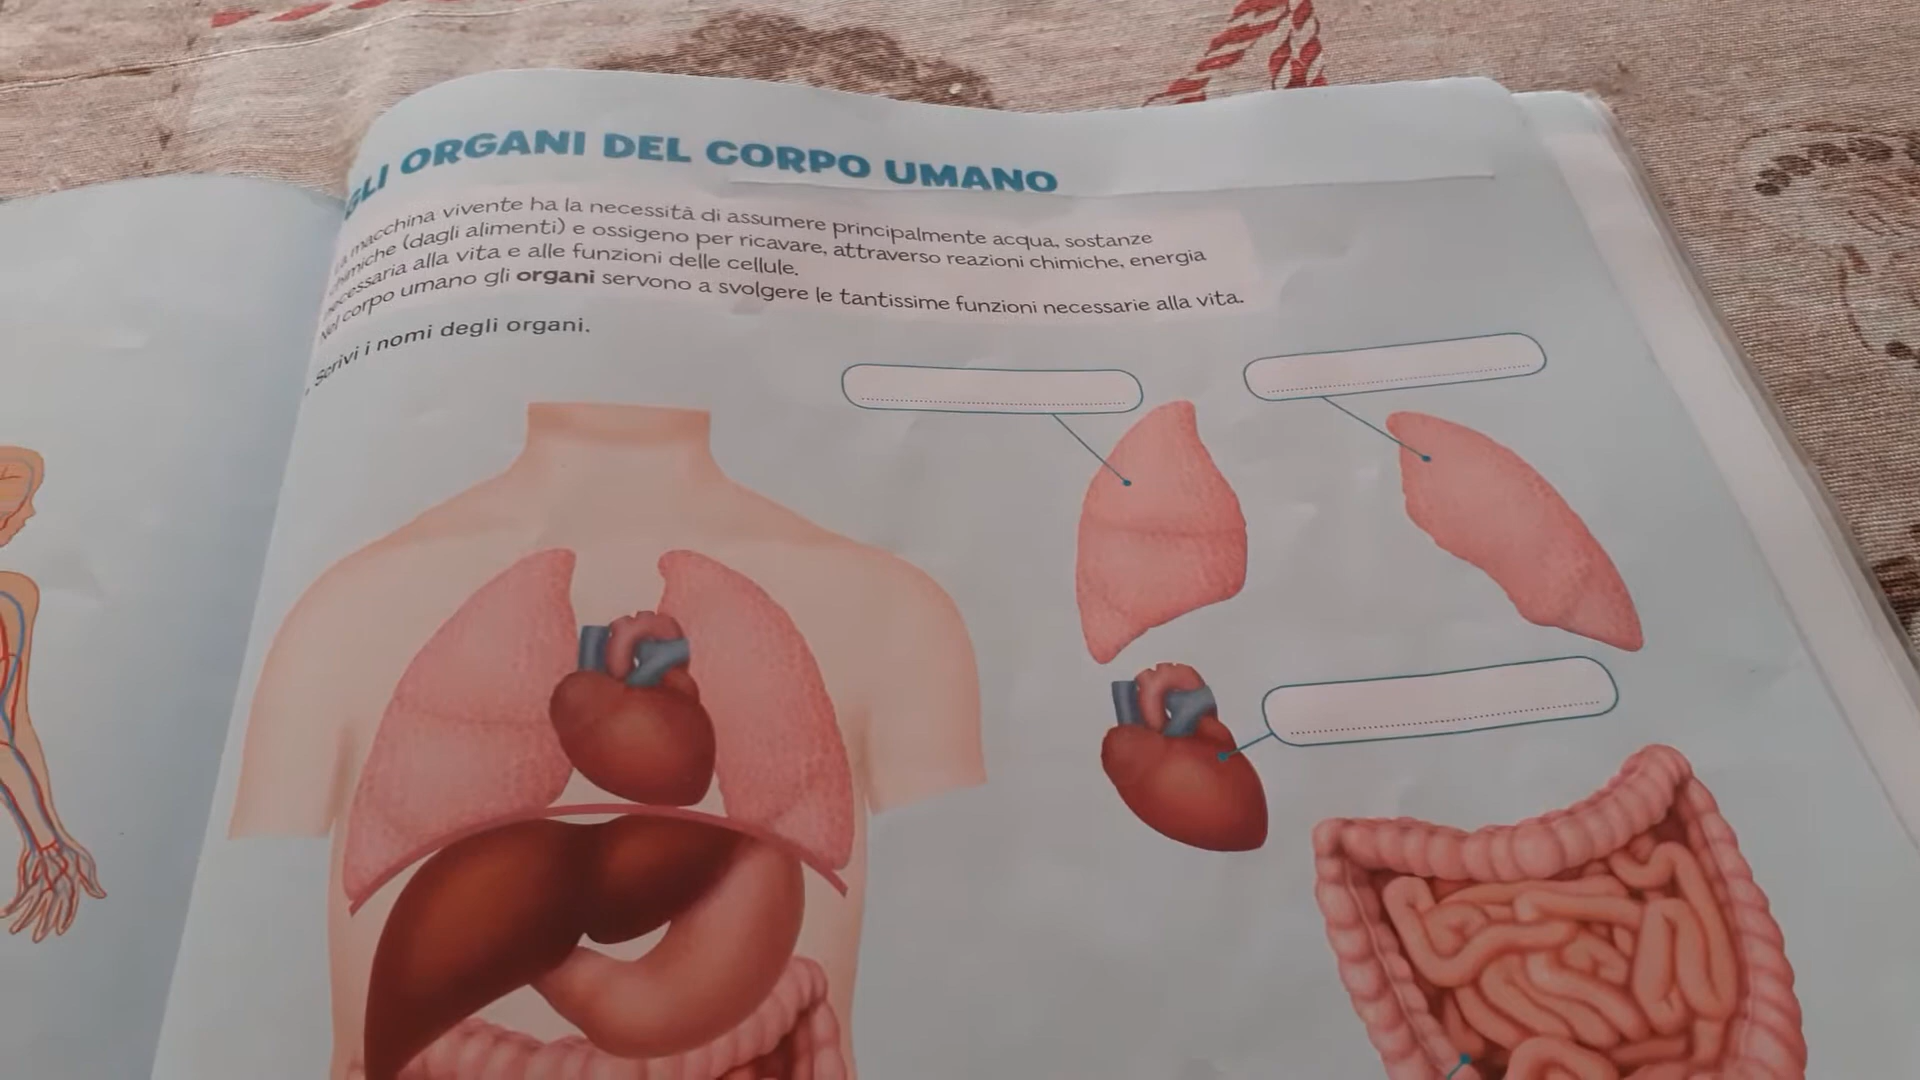 GLI ORGANI DEL CORPO UMANO
La macchina vivente ha la necessità di assumere principalmente acqua, sostanze
chimiche (dagli alimenti) e ossigeno per ricavare, attraverso reazioni chimiche, energia
necessaria alla vita e alle funzioni delle cellule.
Nel corpo umano gli organi servono a svolgere le tantissime funzioni necessarie alla vita.
Scrivi i nomi degli organi.